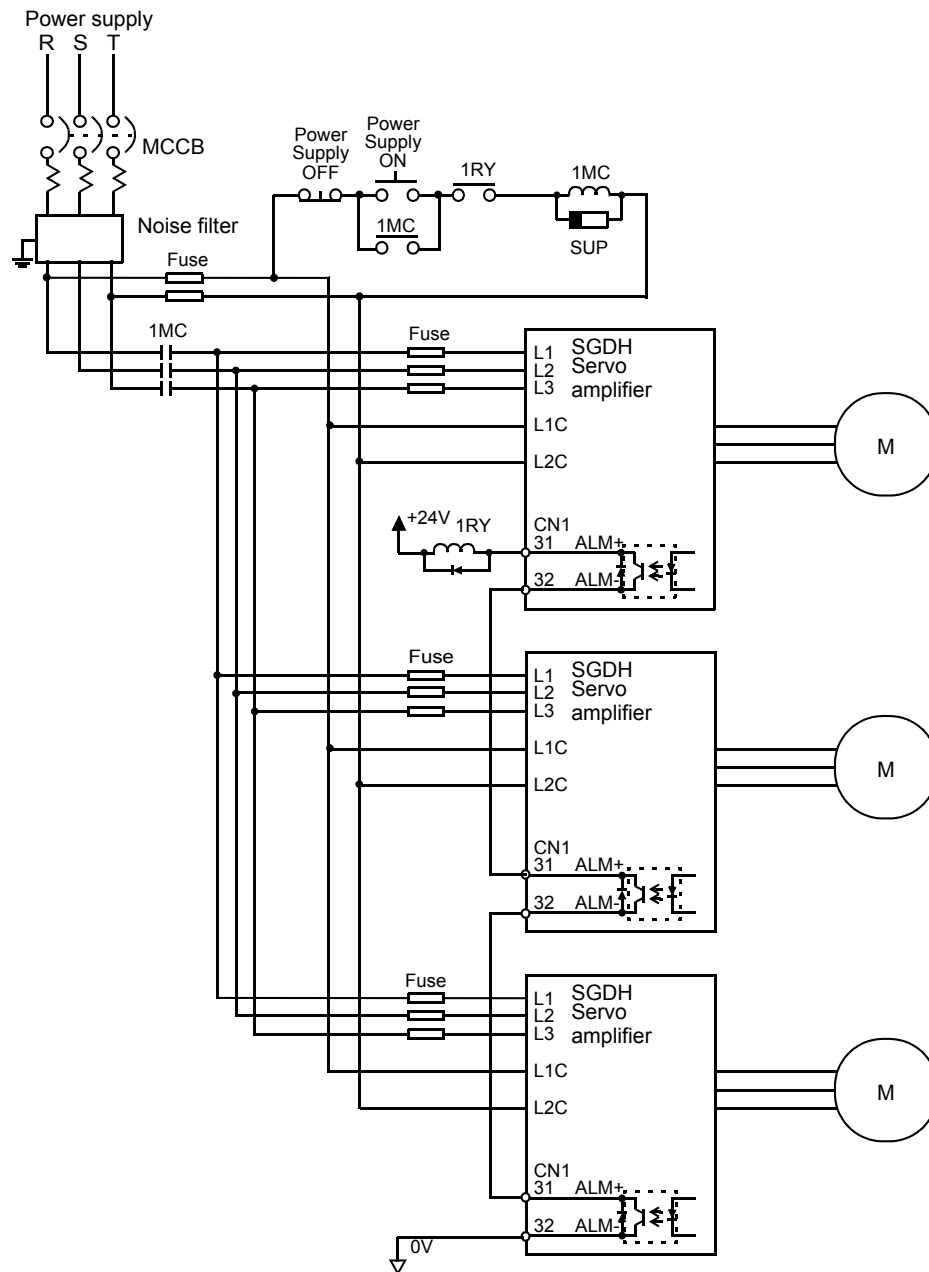 Power supply
R S T
MCCB
Power
Supply
OFF
Power
Supply
ON
1RY
1MC
1MC
SUP
Noise filter
Fuse
1MC
Fuse
L1
L2
L3
SGDH
Servo
amplifier
L1C
L2C
M
+24V
1RY
CN1
31 ALM+
32 ALM-
Fuse
L1
L2
L3
SGDH
Servo
amplifier
L1C
L2C
M
CN1
31 ALM+
32 ALM-
Fuse
L1
L2
L3
SGDH
Servo
amplifier
L1C
L2C
M
CN1
31 ALM+
32 ALM-
0V